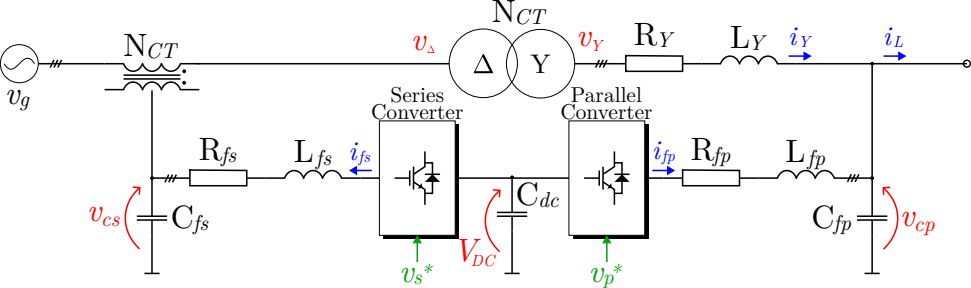 N_CT
N_CT
v_Δ
v_Y
R_Y
L_Y
i_Y
i_L
Δ
Y
v_g
Series
Converter
Parallel
Converter
R_fs
L_fs
i_fs
i_fp
R_fp
L_fp
v_cs
C_fs
C_dc
C_fp
v_cp
V_DC
v_s*
v_p*